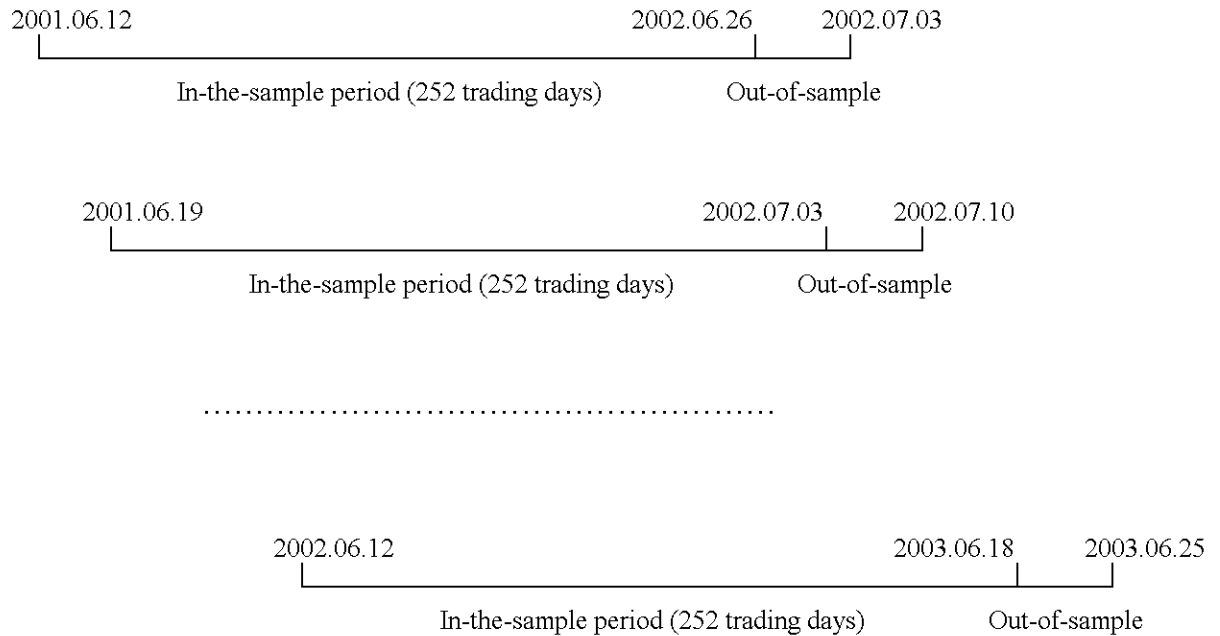 2001.06.12 2002.06.26 2002.07.03
In-the-sample period (252 trading days) Out-of-sample
2001.06.19 2002.07.03 2002.07.10
In-the-sample period (252 trading days) Out-of-sample
.......................................................
2002.06.12 2003.06.18 2003.06.25
In-the-sample period (252 trading days) Out-of-sample